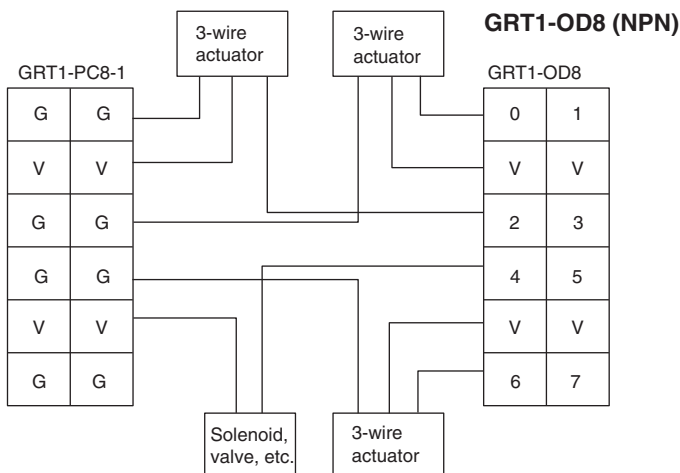 GRT1-OD8 (NPN)
3-wire
actuator
3-wire
actuator
GRT1-PC8-1
GRT1-OD8
G G
0 1
V V
V V
G G
2 3
G G
4 5
V V
V V
G G
6 7
Solenoid,
valve, etc.
3-wire
actuator